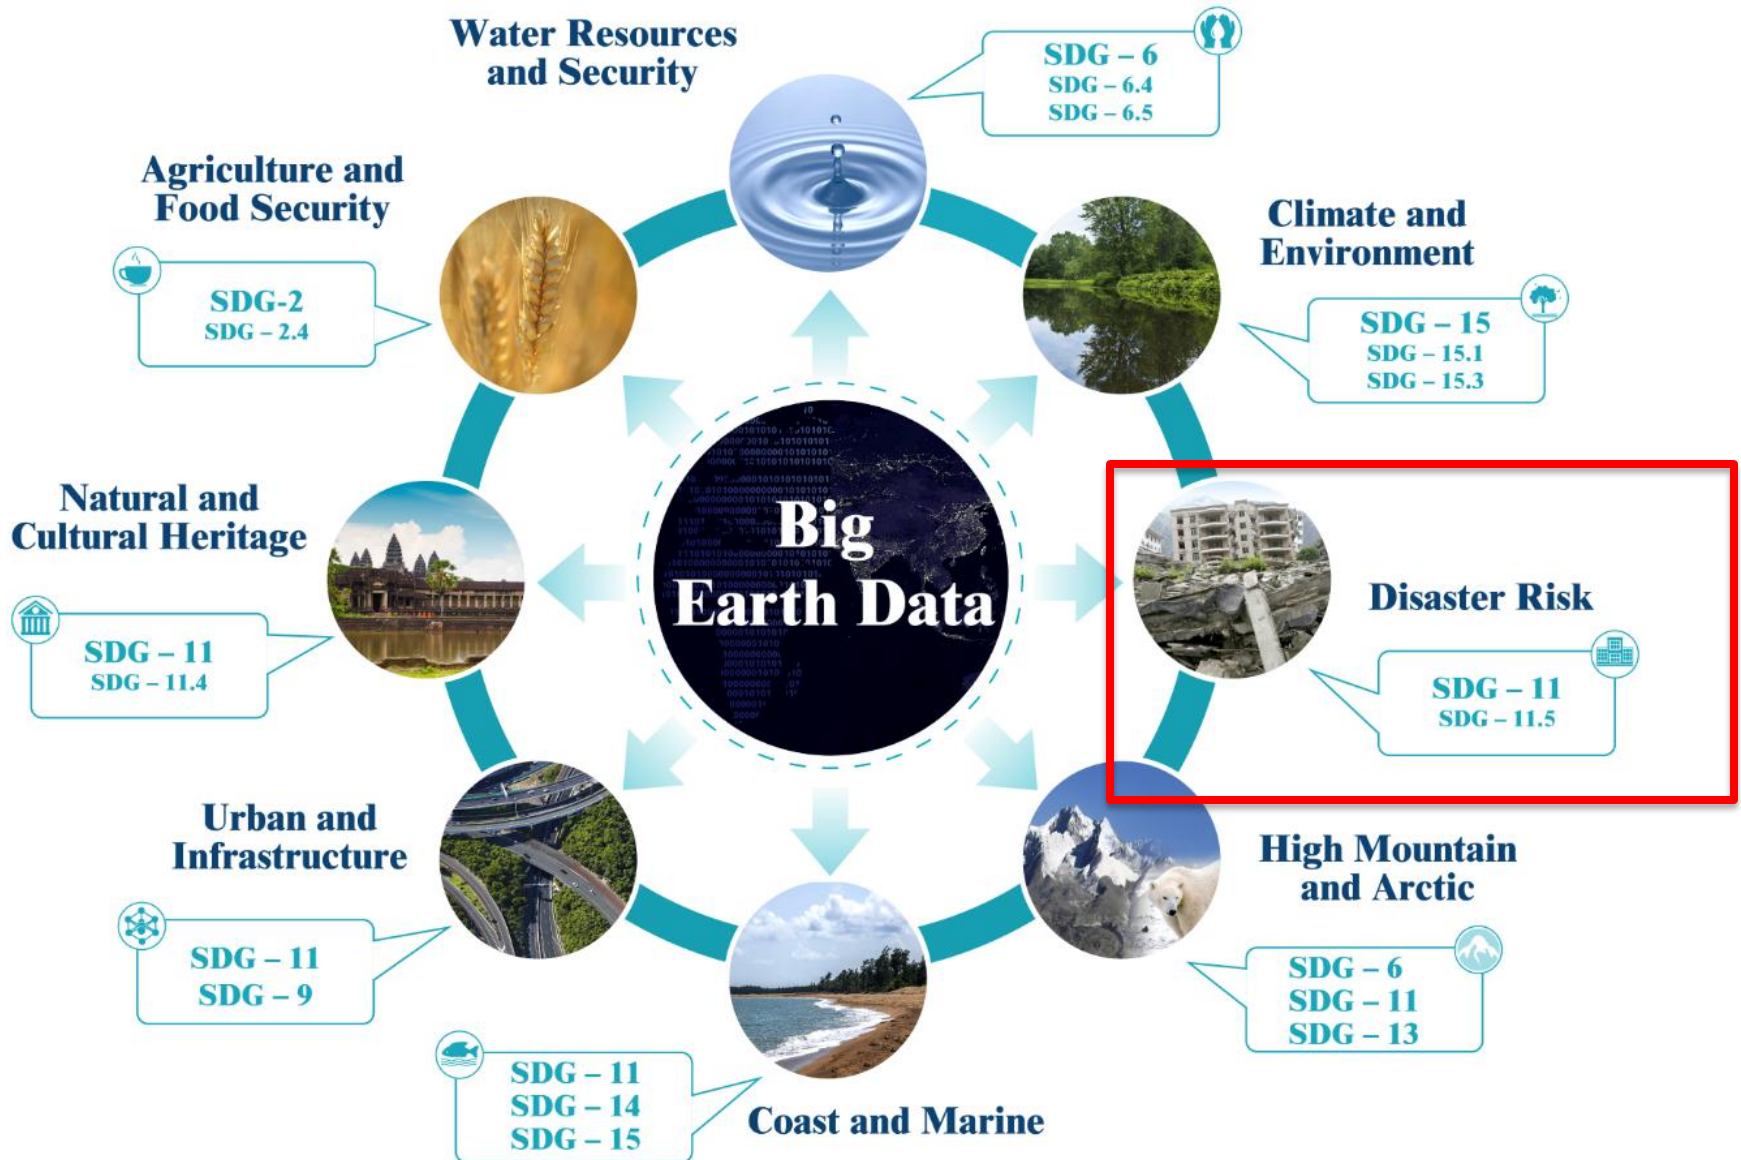 Water Resources
and Security
SDG – 6
SDG – 6.4
SDG – 6.5
Agriculture and
Food Security
SDG-2
SDG – 2.4
Climate and
Environment
SDG – 15
SDG – 15.1
SDG – 15.3
Natural and
Cultural Heritage
SDG – 11
SDG – 11.4
Big
Earth Data
Disaster Risk
SDG – 11
SDG – 11.5
Urban and
Infrastructure
SDG – 11
SDG – 9
High Mountain
and Arctic
SDG – 6
SDG – 11
SDG – 13
SDG – 11
SDG – 14
SDG – 15
Coast and Marine